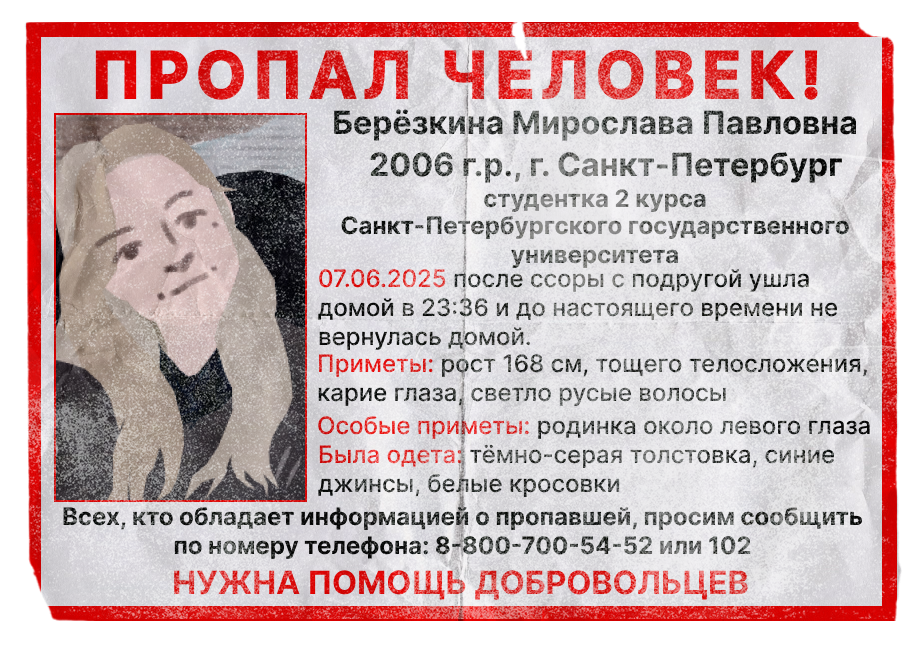 ПРОПАЛ ЧЕЛОВЕК!
Берёзкина Мирослава Павловна
2006 г.р., г. Санкт-Петербург
студентка 2 курса
Санкт-Петербургского государственного
университета
07.06.2025 после ссоры с подругой ушла
домой в 23:36 и до настоящего времени не
вернулась домой.
Приметы: рост 168 см, тощего телосложения,
карие глаза, светло русые волосы
Особые приметы: родинка около левого глаза
Была одета: тёмно-серая толстовка, синие
джинсы, белые кросовки
Всех, кто обладает информацией о пропавшей, просим сообщить
по номеру телефона: 8-800-700-54-52 или 102
НУЖНА ПОМОЩЬ ДОБРОВОЛЬЦЕВ